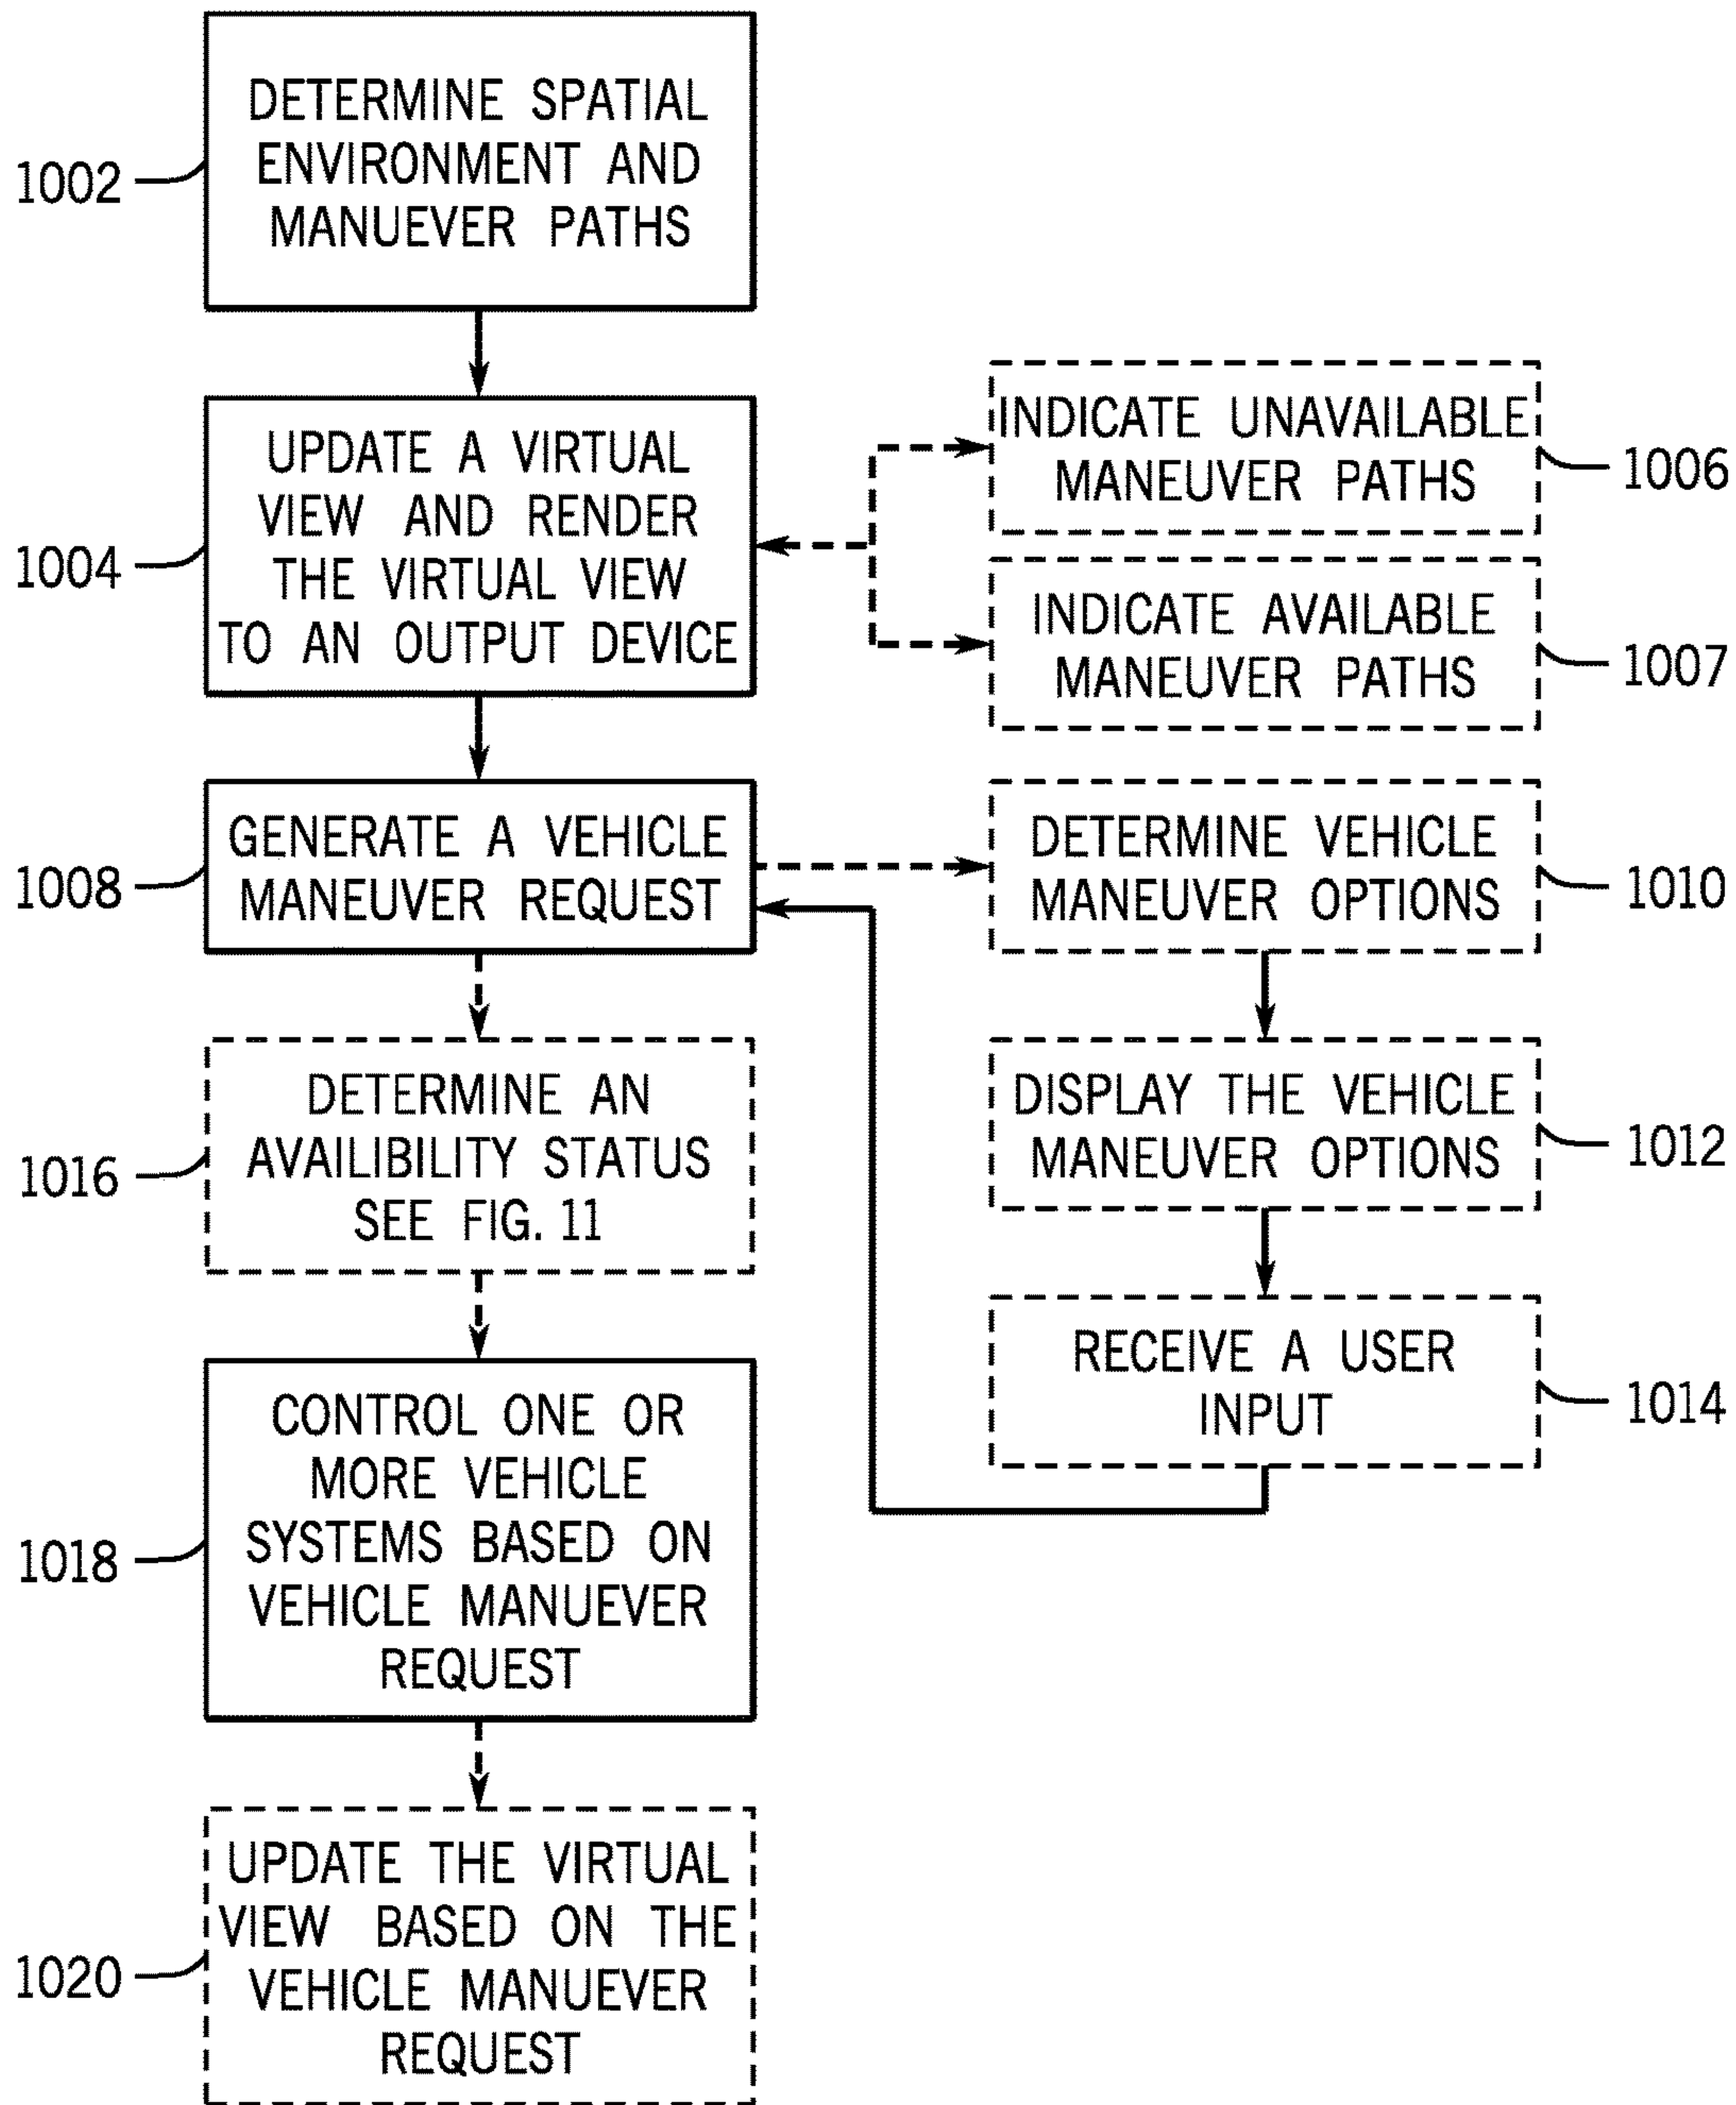 DETERMINE SPATIAL
ENVIRONMENT AND
MANUEVER PATHS
1002
UPDATE A VIRTUAL
VIEW AND RENDER
THE VIRTUAL VIEW
TO AN OUTPUT DEVICE
1004
INDICATE UNAVAILABLE
MANEUVER PATHS
1006
INDICATE AVAILABLE
MANEUVER PATHS
1007
GENERATE A VEHICLE
MANEUVER REQUEST
1008
DETERMINE VEHICLE
MANEUVER OPTIONS
1010
DISPLAY THE VEHICLE
MANEUVER OPTIONS
1012
RECEIVE A USER
INPUT
1014
DETERMINE AN
AVAILIBILITY STATUS
SEE FIG. 11
1016
CONTROL ONE OR
MORE VEHICLE
SYSTEMS BASED ON
VEHICLE MANUEVER
REQUEST
1018
UPDATE THE VIRTUAL
VIEW BASED ON THE
VEHICLE MANUEVER
REQUEST
1020